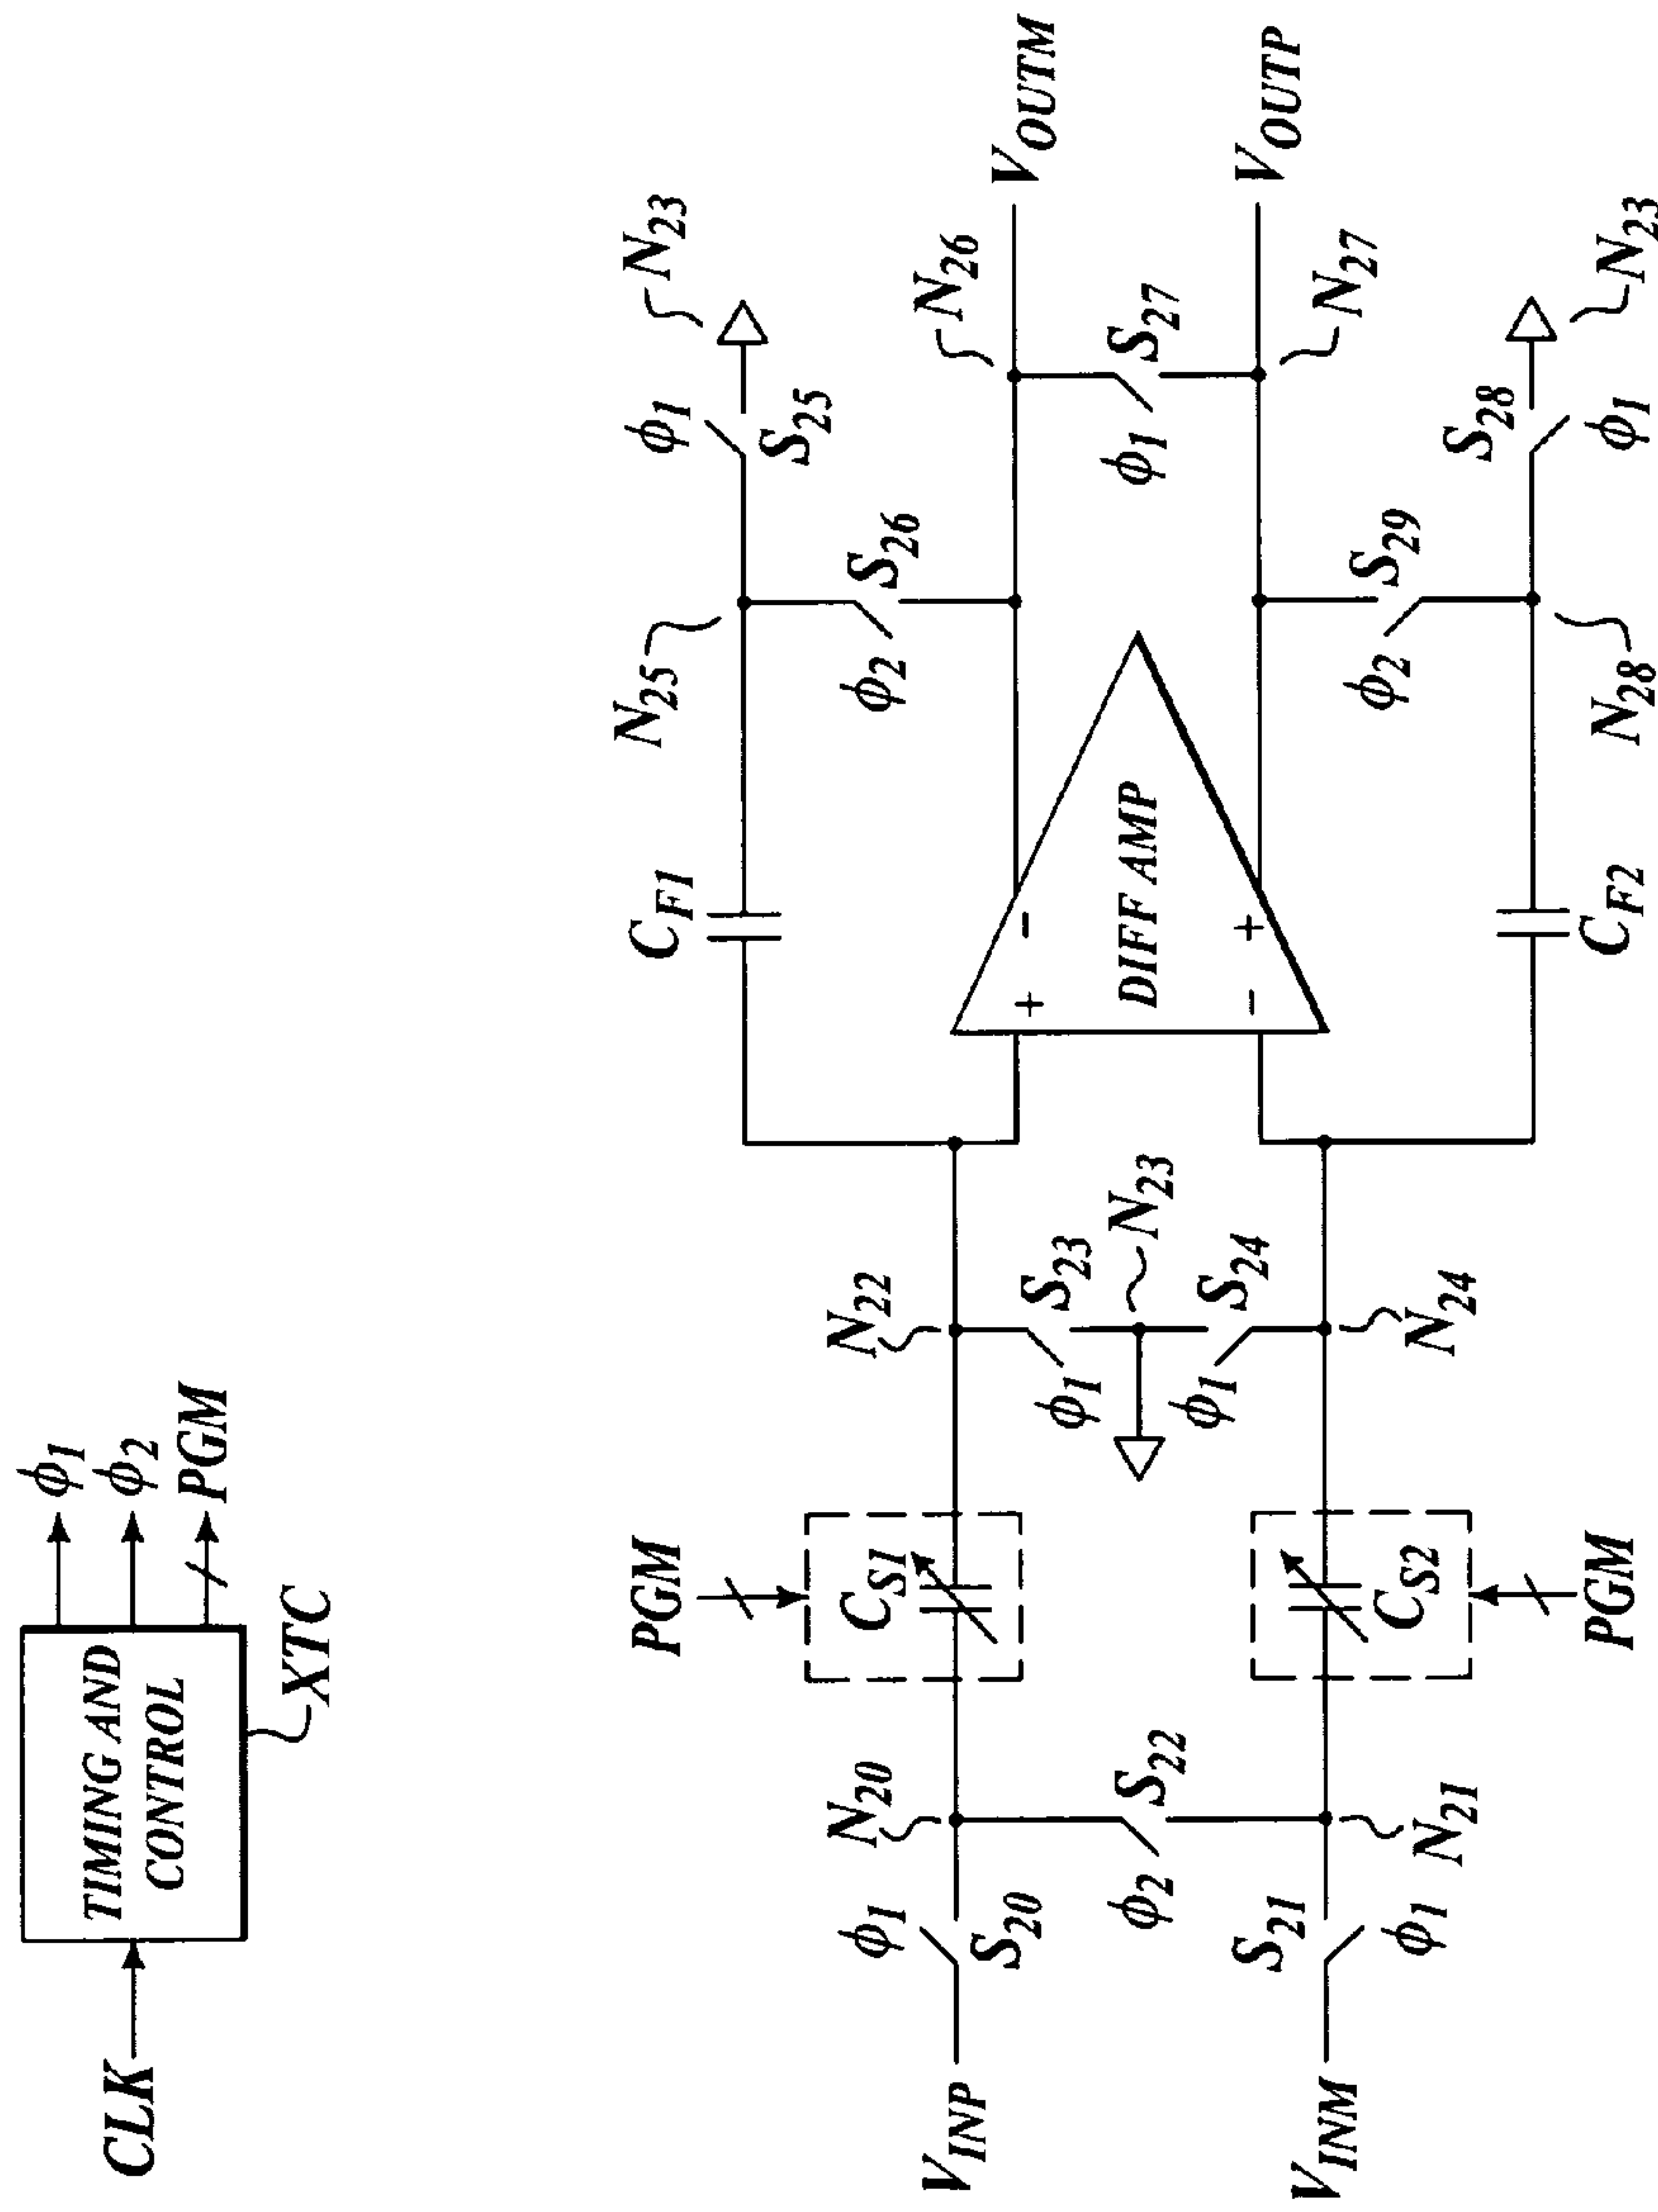 CLK
TIMING AND
CONTROL
XTC
ϕ1
ϕ2
PGM
VINP
ϕ1
S20
N20
ϕ2
S22
VINM
S21
ϕ1
N21
PGM
CS1
CS2
PGM
N22
S23
ϕ1
N23
ϕ1
S24
N24
CF1
+
-
DIFF AMP
-
+
CF2
N25
ϕ2
S26
ϕ1
S25
N23
N26
VOUTM
ϕ1
S27
N27
VOUTP
ϕ2
S29
S28
ϕ1
N28
N23